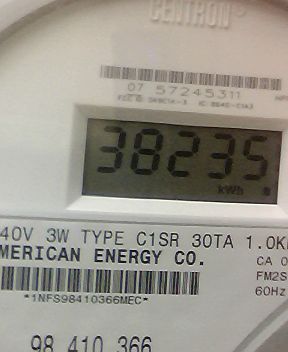 CENTRON®
07 57245311
38235
kWh
40V 3W TYPE C1SR 30TA 1.0K
MERICAN ENERGY CO.
CA 0
FM2S
60Hz
*1NFS98410366MEC*
98 410 366